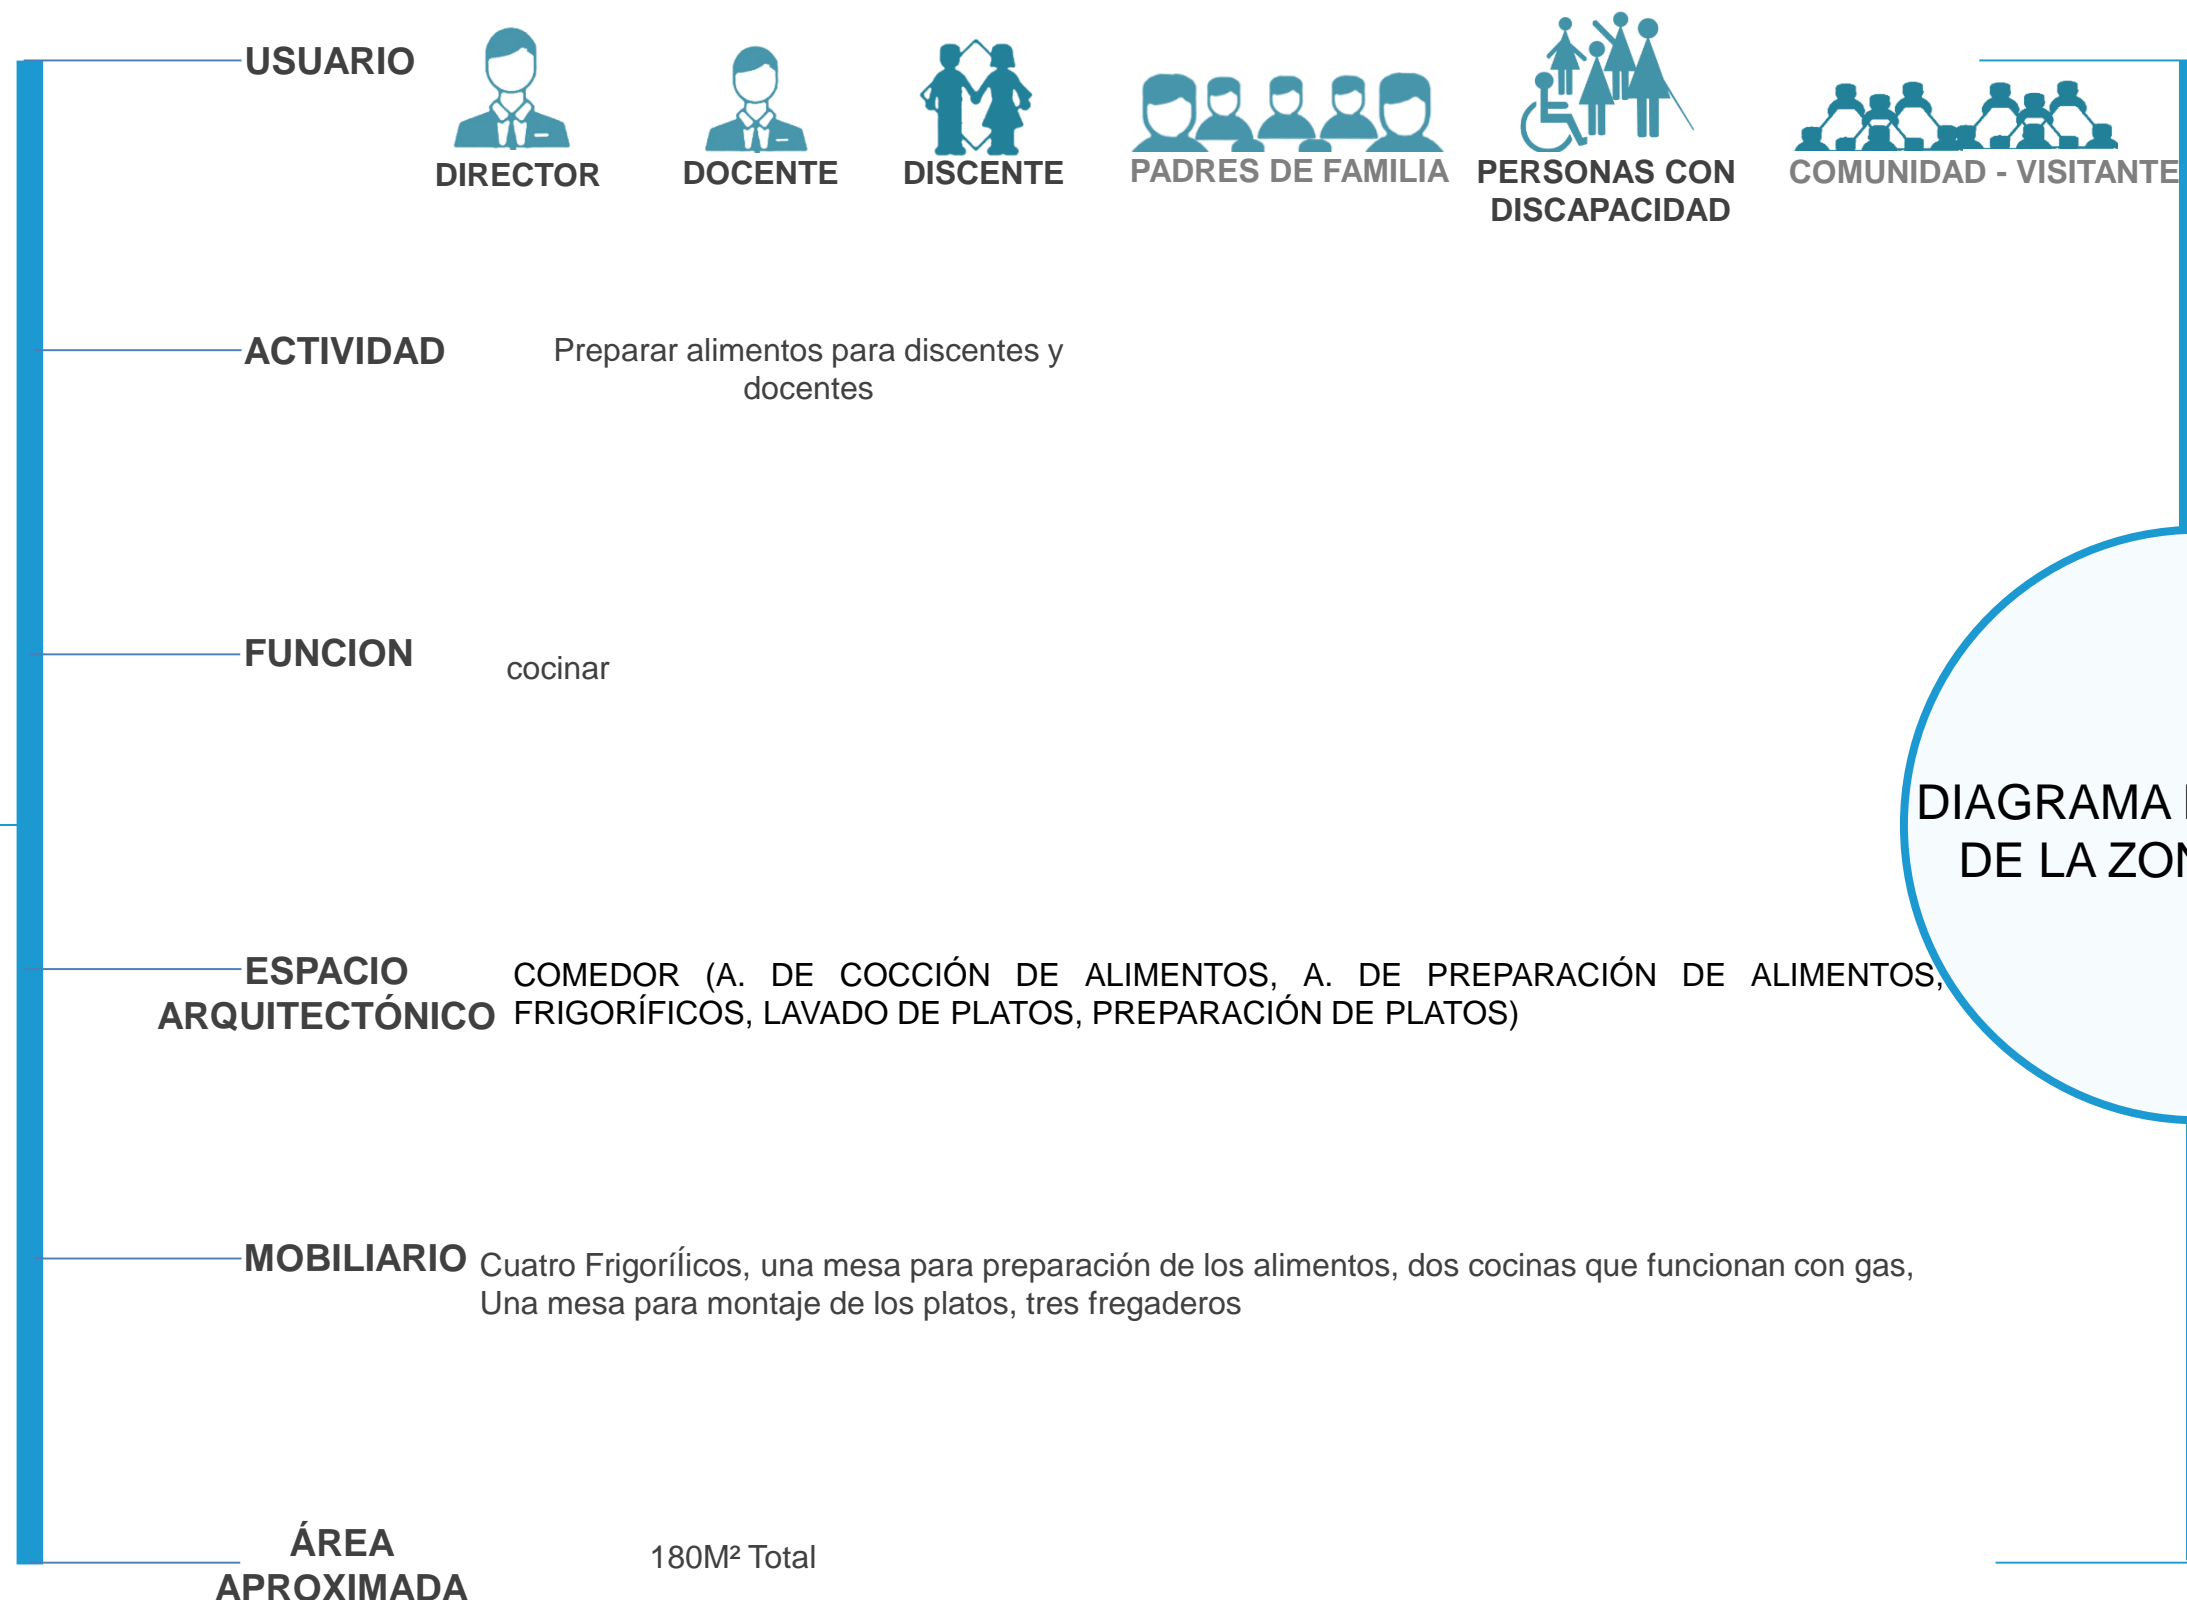 USUARIO
DIRECTOR
DOCENTE
DISCENTE
PADRES DE FAMILIA
PERSONAS CON
DISCAPACIDAD
COMUNIDAD - VISITANTE
ACTIVIDAD
Preparar alimentos para discentes y
docentes
FUNCION
cocinar
DIAGRAMA
DE LA
ESPACIO
ARQUITECTÓNICO
COMEDOR (A. DE COCCIÓN DE ALIMENTOS, A. DE PREPARACIÓN DE ALIMENTOS,
FRIGORÍFICOS, LAVADO DE PLATOS, PREPARACIÓN DE PLATOS)
MOBILIARIO
Cuatro FrigoríÍicos, una mesa para preparación de los alimentos, dos cocinas que funcionan con gas,
Una mesa para montaje de los platos, tres fregaderos
ÁREA
APROXIMADA
180M² Total